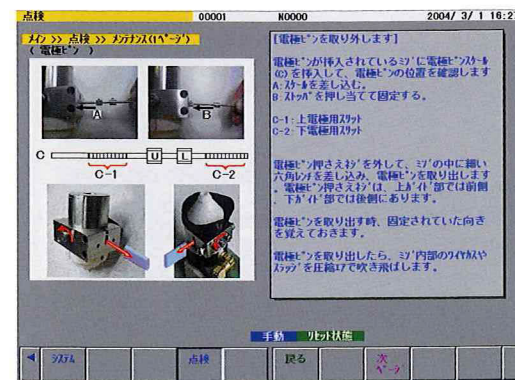 点検
00001
N0000
2004/ 3/ 1 16:2
ﾒｲﾝ >> 点検 >> ﾒﾝﾃﾅﾝｽ(1ﾍﾟｰｼﾞ)
( 電極ﾋﾟﾝ )
A
B
C
U
L
C-1
C-2
[電極ﾋﾟﾝを取り外します]
電極ﾋﾟﾝが挿入されているﾐｿﾞに電極ﾋﾟﾝｽｹｰﾙ
(C) を挿入して、電極ﾋﾟﾝの位置を確認します
A:ｽｹｰﾙを差し込む。
B:ｽﾄｯﾊﾟを押し当てて固定する。
C-1:上電極用ｽﾘｯﾄ
C-2:下電極用ｽﾘｯﾄ
電極ﾋﾟﾝ押さえﾈｼﾞを外して、ﾐｿﾞの中に細い
六角ﾚﾝﾁを差し込み、電極ﾋﾟﾝを取り出します
。電極ﾋﾟﾝ押さえﾈｼﾞは、上ｶﾞｲﾄﾞ部では前側
、下ｶﾞｲﾄﾞ部では後側にあります。
電極ﾋﾟﾝを取り出す時、固定されていた向き
を覚えておきます。
電極ﾋﾟﾝを取り出したら、ﾐｿﾞ内部のﾜｲﾔｶｽや
ｽﾗｯｼﾞを圧縮ｴｱで吹き飛ばします。
手動
ﾘｾｯﾄ状態
ｼｽﾃﾑ
点検
戻る
次
ﾍﾟｰｼﾞ